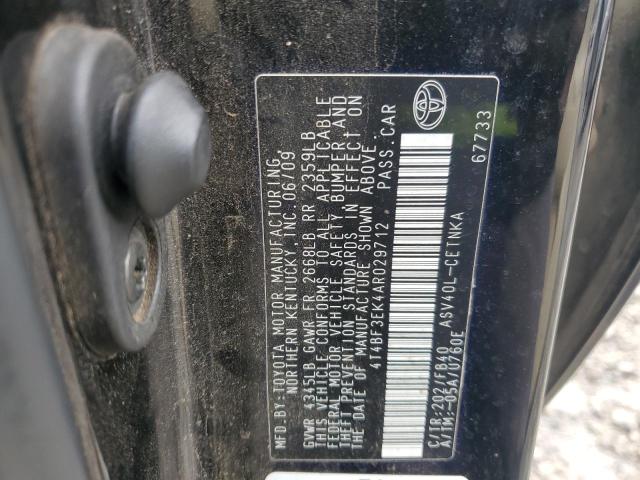 MFD.BY:TOYOTA MOTOR MANUFACTURING,
NORTHERN KENTUCKY, INC. 06/09
GVWR 4345LB GAWR FR 2668LB RR 2359LB
THIS VEHICLE CONFORMS TO ALL APPLICABLE
FEDERAL MOTOR VEHICLE SAFETY, BUMPER, AND
THEFT PREVENTION STANDARDS IN EFFECT ON
THE DATE OF MANUFACTURE SHOWN ABOVE.
4T4BF3EK4AR029712 PASS.CAR
C/TR:202/FB40 ASV40L-CETNKA
A/TM:-05A/U760E
67733